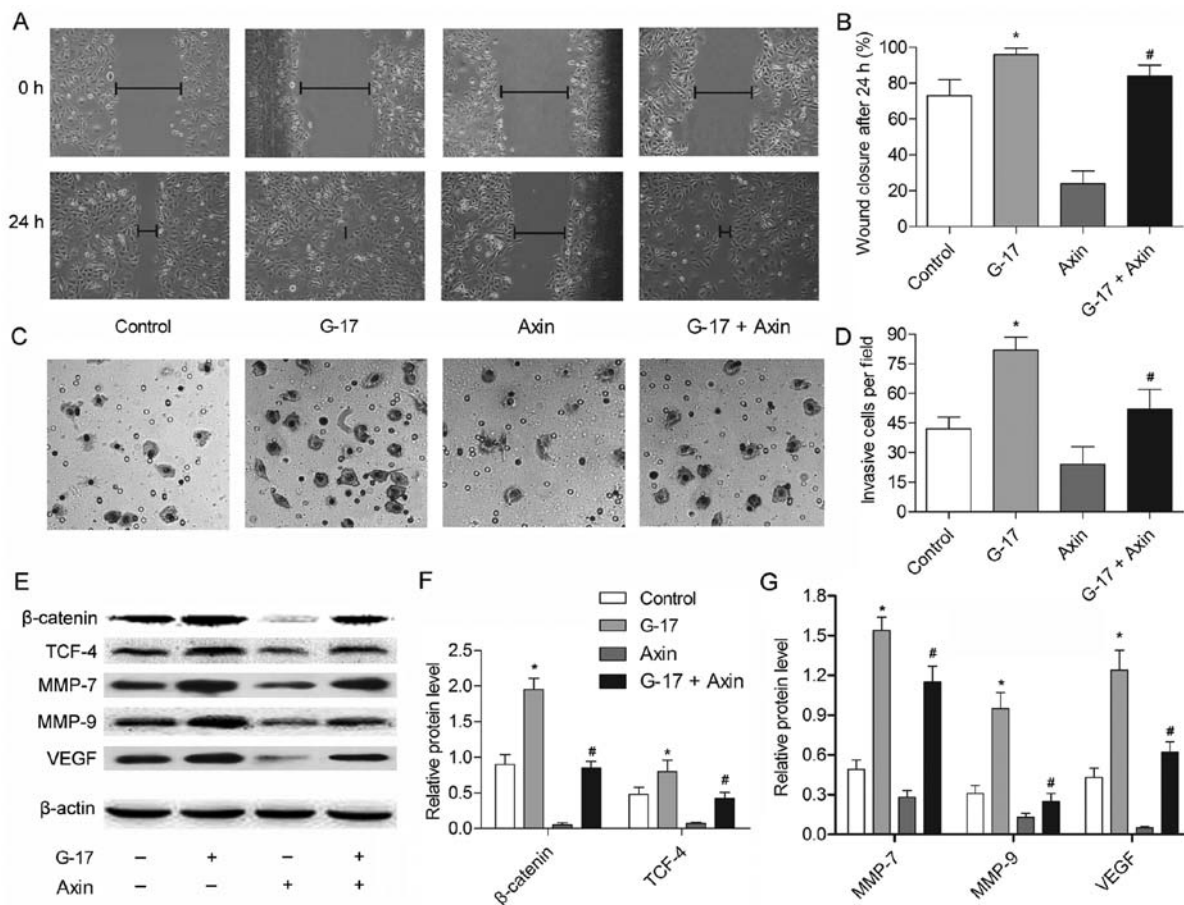 A
0 h
24 h
Control
G-17
Axin
G-17 + Axin
B
Wound closure after 24 h (%)
100
80
60
40
20
0
*
#
Control
G-17
Axin
G-17 + Axin
C
D
Invasive cells per field
90
75
60
45
30
15
0
*
#
Control
G-17
Axin
G-17 + Axin
E
β-catenin
TCF-4
MMP-7
MMP-9
VEGF
β-actin
G-17 – + – +
Axin – – + +
F
Control
G-17
Axin
G-17 + Axin
Relative protein level
2.5
2.0
1.5
1.0
0.5
0.0
*
#
*
#
β-catenin
TCF-4
G
Relative protein level
1.8
1.5
1.2
0.9
0.6
0.3
0.0
*
#
*
#
*
#
MMP-7
MMP-9
VEGF